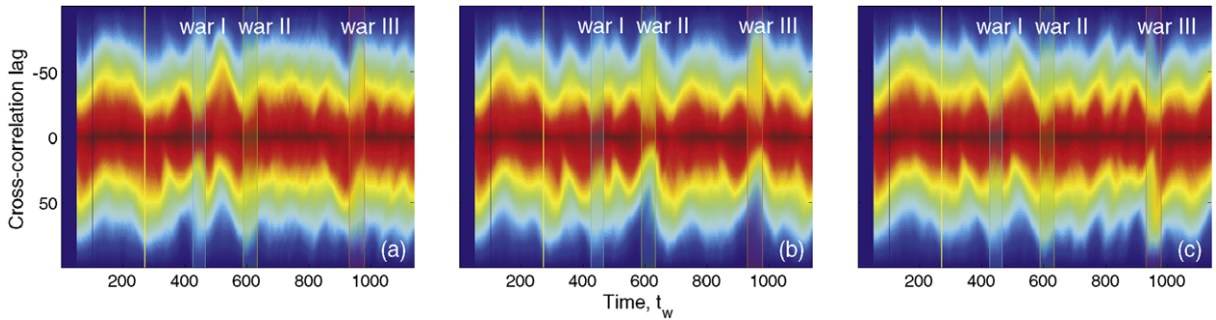 war I war II war III
war I war II war III
war I war II war III
Cross-correlation lag
-50
0
50
(a)
(b)
(c)
200 400 600 800 1000
200 400 600 800 1000
200 400 600 800 1000
Time, t_w